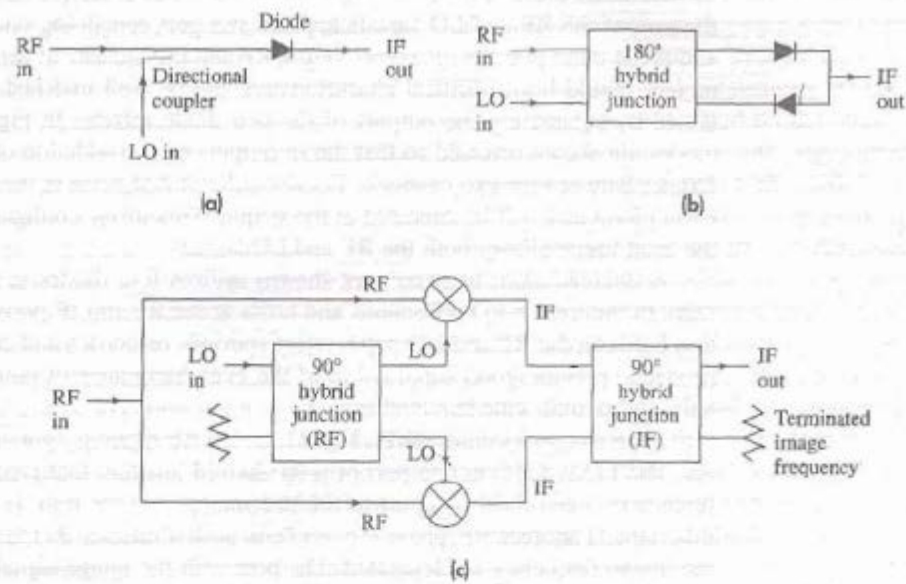 Diode
RF
in
IF
out
Directional
coupler
LO in
(a)
RF
in
180°
hybrid
junction
LO
in
IF
out
(b)
RF
IF
LO
in
LO
90°
hybrid
junction
(RF)
90°
hybrid
junction
(IF)
IF
out
RF
in
Terminated
image
frequency
LO
IF
RF
(c)